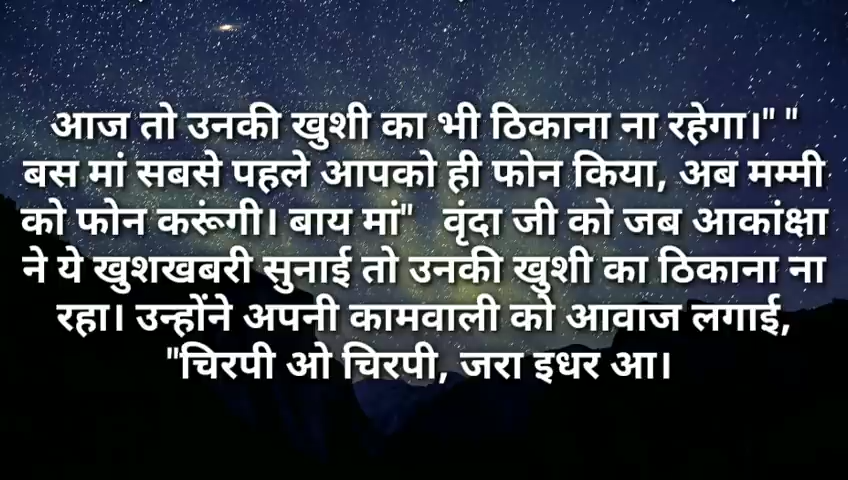 आज तो उनकी खुशी का भी ठिकाना ना रहेगा।" "
बस मां सबसे पहले आपको ही फोन किया, अब मम्मी
को फोन करूंगी। बाय मां" वृंदा जी को जब आकांक्षा
ने ये खुशखबरी सुनाई तो उनकी खुशी का ठिकाना ना
रहा। उन्होंने अपनी कामवाली को आवाज लगाई,
"चिरपी ओ चिरपी, जरा इधर आ।